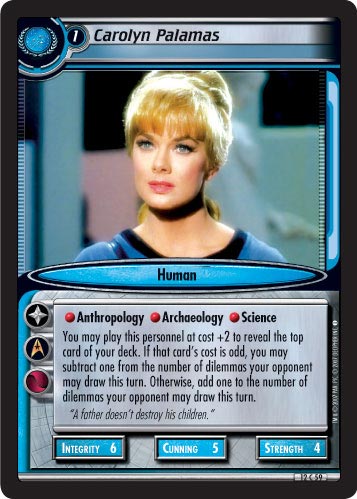 1 Carolyn Palamas
Human
Anthropology Archaeology Science
You may play this personnel at cost +2 to reveal the top
card of your deck. If that card's cost is odd, you may
subtract one from the number of dilemmas your opponent
may draw this turn. Otherwise, add one to the number of
dilemmas your opponent may draw this turn.
"A father doesn't destroy his children."
INTEGRITY 6 CUNNING 5 STRENGTH 4
12 C 59